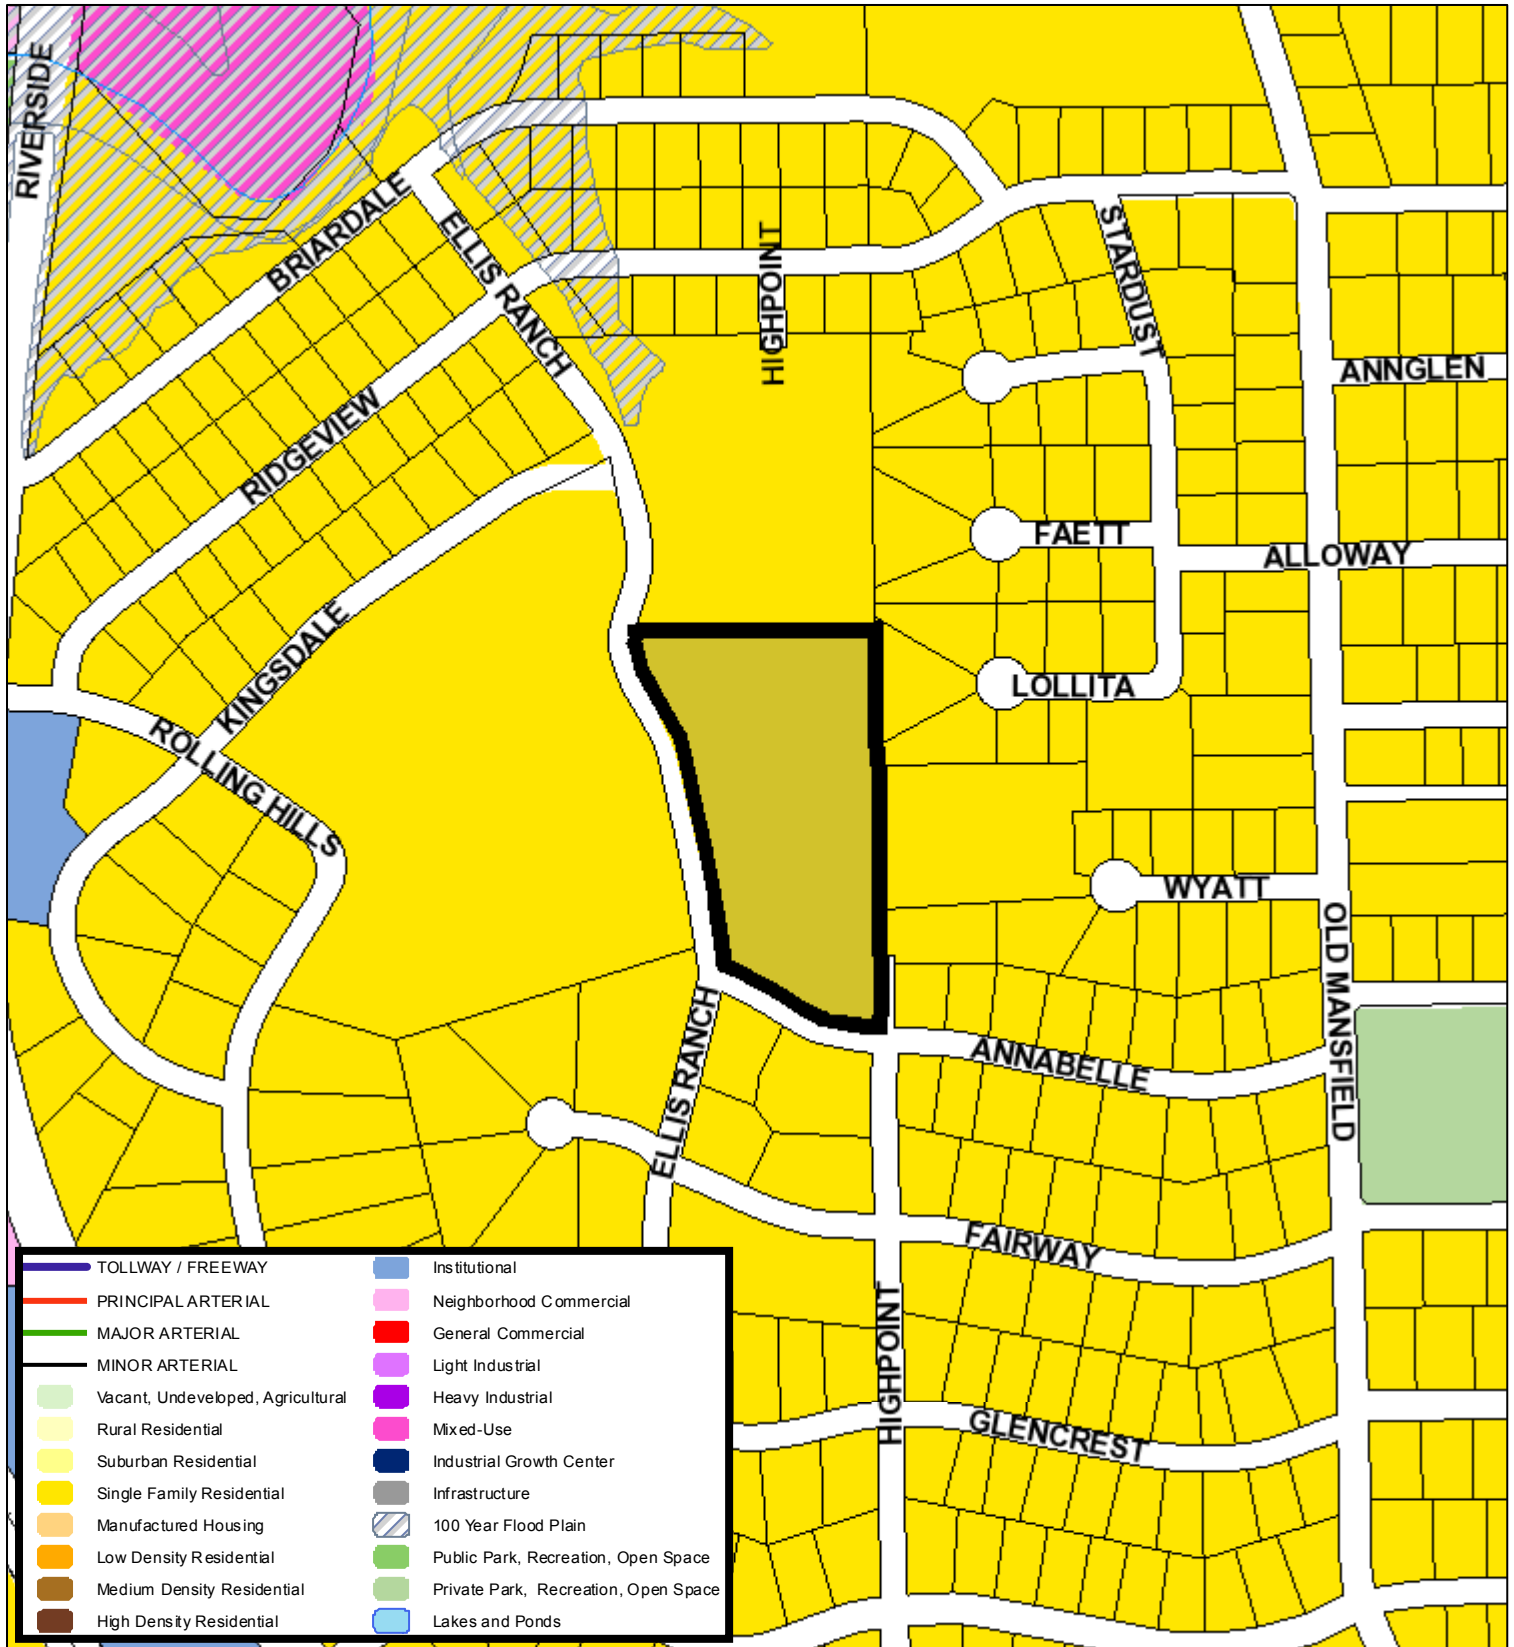 RIVERSIDE
BRIARDALE
ELLIS RANCH
HIGHPOINT
STARDUST
ANNGLEN
RIDGEVIEW
FAETT
ALLOWAY
KINGSDALE
LOLLITA
ROLLING HILLS
WYATT
OLD MANSFIELD
ELLIS RANCH
ANNABELLE
FAIRWAY
HIGHPOINT
GLENCREST
TOLLWAY / FREEWAY
PRINCIPAL ARTERIAL
MAJOR ARTERIAL
MINOR ARTERIAL
Vacant, Undeveloped, Agricultural
Rural Residential
Suburban Residential
Single Family Residential
Manufactured Housing
Low Density Residential
Medium Density Residential
High Density Residential
Institutional
Neighborhood Commercial
General Commercial
Light Industrial
Heavy Industrial
Mixed-Use
Industrial Growth Center
Infrastructure
100 Year Flood Plain
Public Park, Recreation, Open Space
Private Park, Recreation, Open Space
Lakes and Ponds